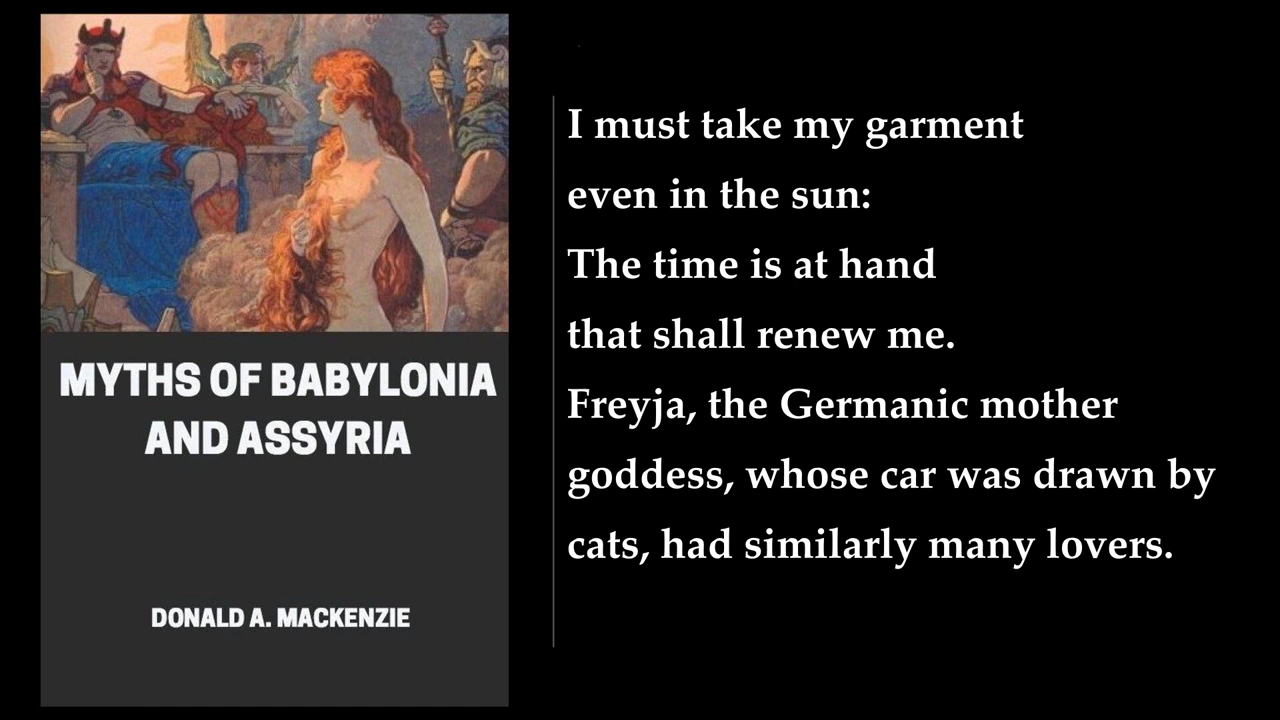 MYTHS OF BABYLONIA
AND ASSYRIA
DONALD A. MACKENZIE
I must take my garment
even in the sun:
The time is at hand
that shall renew me.
Freyja, the Germanic mother
goddess, whose car was drawn by
cats, had similarly many lovers.